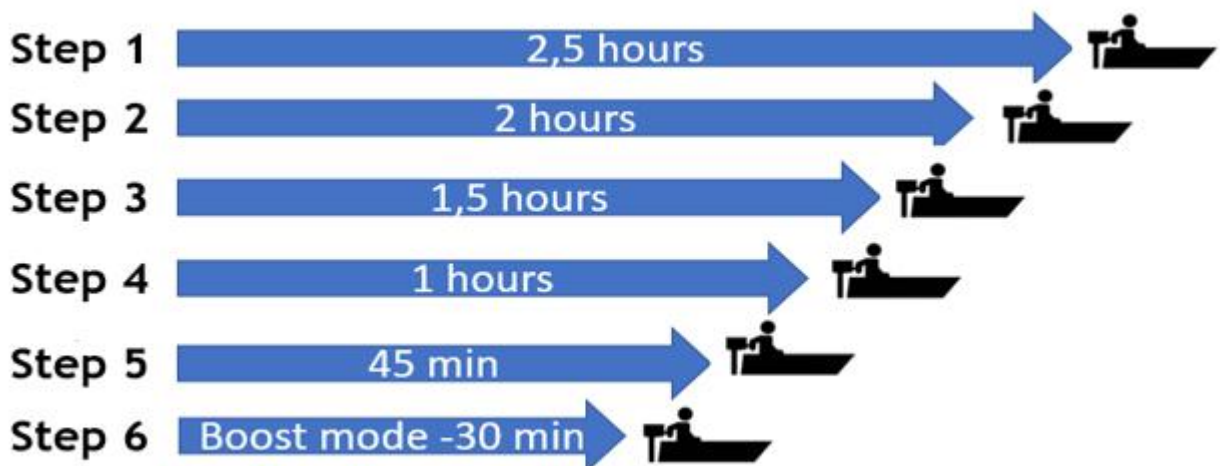 Step 1 2,5 hours
Step 2 2 hours
Step 3 1,5 hours
Step 4 1 hours
Step 5 45 min
Step 6 Boost mode -30 min